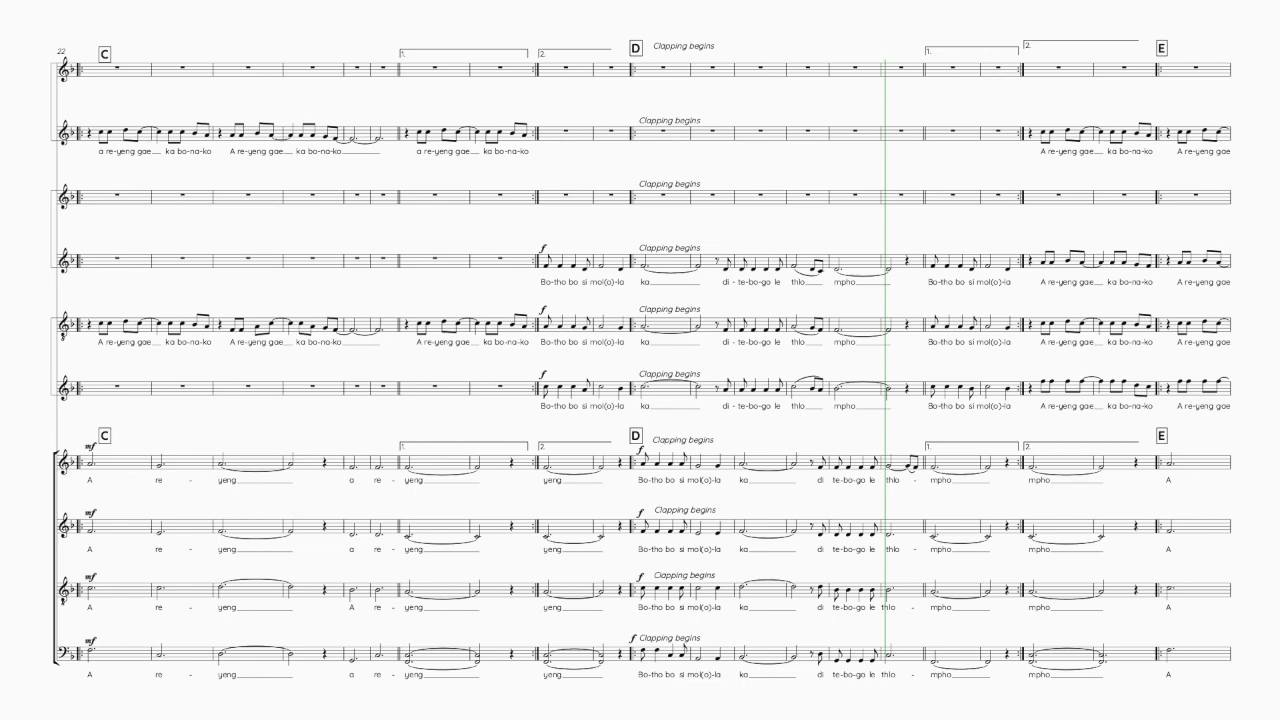 22
C 1. 2. D Clapping begins 1. 2. E
Clapping begins
a re-yeng gae ka bo-na-ko A re-yeng gae ka bo-na-ko a re-yeng gae ka bo-na-ko A re-yeng gae ka bo-na-ko A re-yeng gae
Clapping begins
f Clapping begins
Bo-tho bo si mol(o)-la ka di-te-bo-go le thlo mpho Bo-tho bo si mol(o)-la A re-yeng gae ka bo-na-ko A re-yeng gae
f Clapping begins
A re-yeng gae ka bo-na-ko A re-yeng gae ka bo-na-ko A re-yeng gae ka bo-na-ko Bo-tho bo si mol(o)-la ka di-te-bo-go le thlo mpho Bo-tho bo si mol(o)-la A re-yeng gae ka bo-na-ko A re-yeng gae
f Clapping begins
Bo-tho bo si mol(o)-la ka di-te-bo-go le thlo mpho Bo-tho bo si mol(o)-la A re-yeng gae ka bo-na-ko A re-yeng gae
C 1. 2. D Clapping begins 1. 2. E
mf f
A re - yeng a re - yeng yeng Bo-tho bo si mol(o)-la ka di te-bo-go le thlo - mpho mpho A
mf f Clapping begins
A re - yeng A re - yeng yeng Bo-tho bo si mol(o)-la ka di te-bo-go le thlo - mpho mpho A
mf f Clapping begins
A re - yeng A re - yeng yeng Bo-tho bo si mol(o)-la ka di te-bo-go le thlo - mpho mpho A
mf f Clapping begins
A re - yeng a re - yeng yeng Bo-tho bo si mol(o)-la ka di te-bo-go le thlo - mpho mpho A